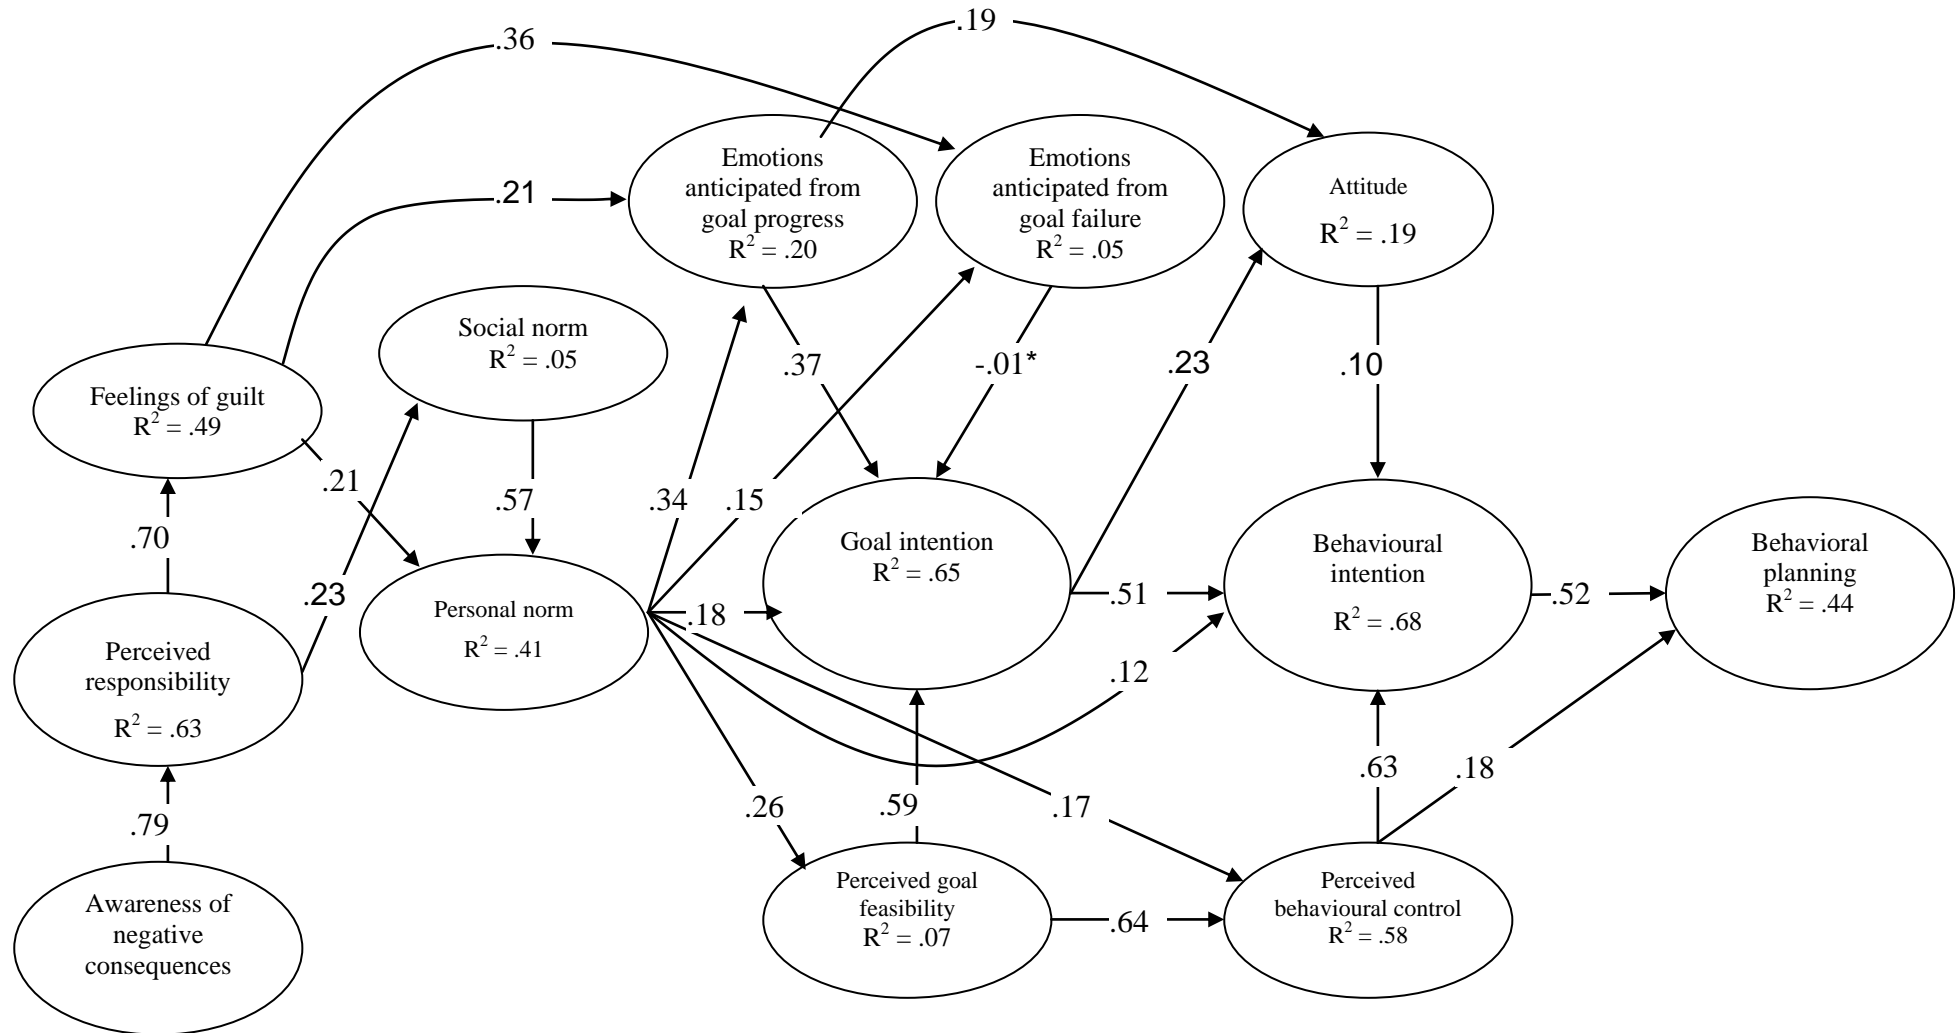 .19
.36
Emotions
anticipated from
goal progress
R² = .20
Emotions
anticipated from
goal failure
R² = .05
Attitude
R² = .19
.21
Social norm
R² = .05
Feelings of guilt
R² = .49
.37
-.01*
.23
.10
.21
.57
.34
.15
Goal intention
R² = .65
Behavioural
intention
R² = .68
Behavioral
planning
R² = .44
.70
.23
Personal norm
R² = .41
.18
.51
.52
Perceived
responsibility
R² = .63
.12
.63
.18
.79
.26
.59
.17
Awareness of
negative
consequences
Perceived goal
feasibility
R² = .07
.64
Perceived
behavioural control
R² = .58